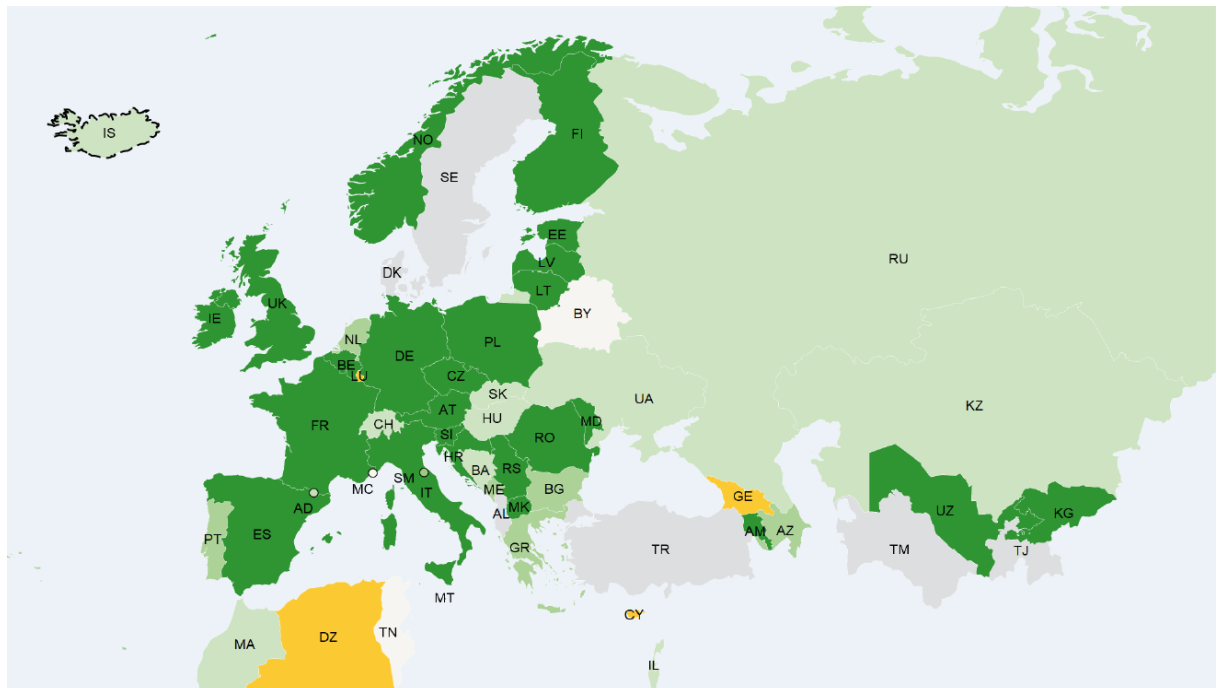 IS
NO
FI
SE
EE
LV
DK
LT
RU
UK
IE
BY
NL
DE
PL
BE
LU
CZ
SK
UA
KZ
AT
FR
CH
HU
SI
RO
MD
HR
BA
RS
SM
MC
IT
ME
BG
MK
GE
AD
AL
UZ
KG
PT
ES
GR
TR
AM
AZ
TM
TJ
MT
CY
TN
DZ
MA
IL